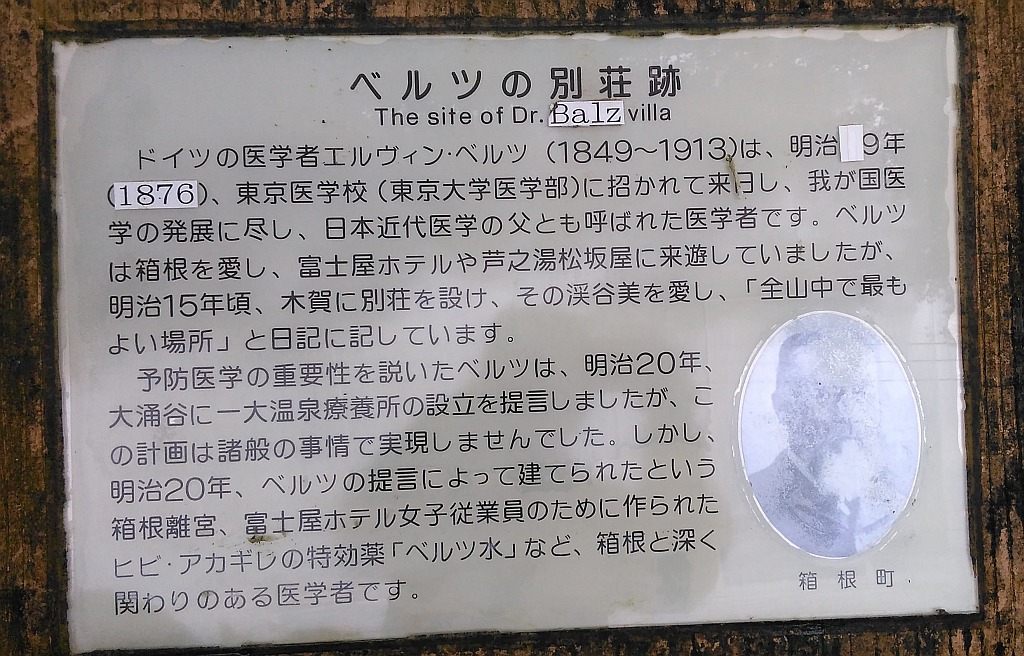 ベルツの別荘跡
The site of Dr. Balz villa
ドイツの医学者エルヴィン・ベルツ（1849～1913)は、明治 9年
(1876)、東京医学校（東京大学医学部)に招かれて来日し、我が国医
学の発展に尽し、日本近代医学の父とも呼ばれた医学者です。ベルツ
は箱根を愛し、富士屋ホテルや芦之湯松坂屋に来遊していましたが、
明治15年頃、木賀に別荘を設け、その渓谷美を愛し、「全山中で最も
よい場所」と日記に記しています。
予防医学の重要性を説いたベルツは、明治20年、
大涌谷に一大温泉療養所の設立を提言しましたが、こ
の計画は諸般の事情で実現しませんでした。しかし、
明治20年、ベルツの提言によって建てられたという
箱根離宮、富士屋ホテル女子従業員のために作られた
ヒビ・アカギレの特効薬「ベルツ水」など、箱根と深く
関わりのある医学者です。
箱根町